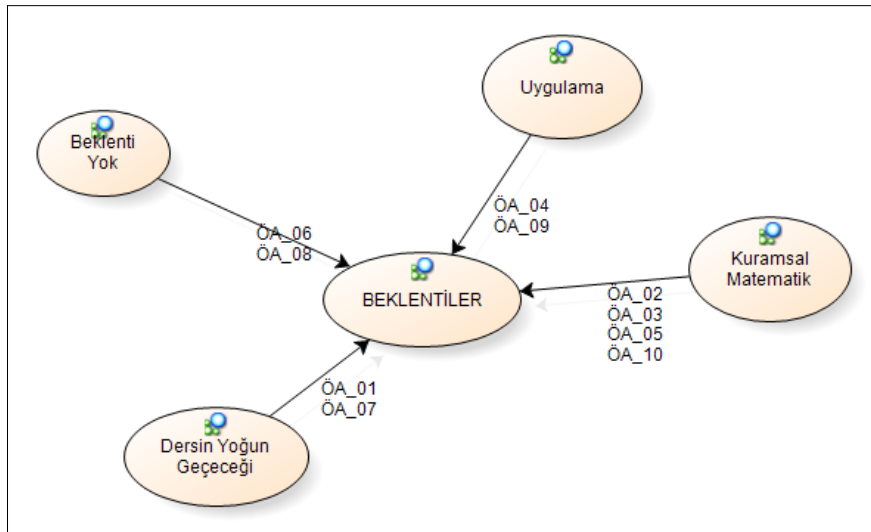 Uygulama
Beklenti
Yok
ÖA_04
ÖA_09
ÖA_06
ÖA_08
Kuramsal
Matematik
BEKLENTİLER
ÖA_02
ÖA_03
ÖA_05
ÖA_10
ÖA_01
ÖA_07
Dersin Yoğun
Geçeceği